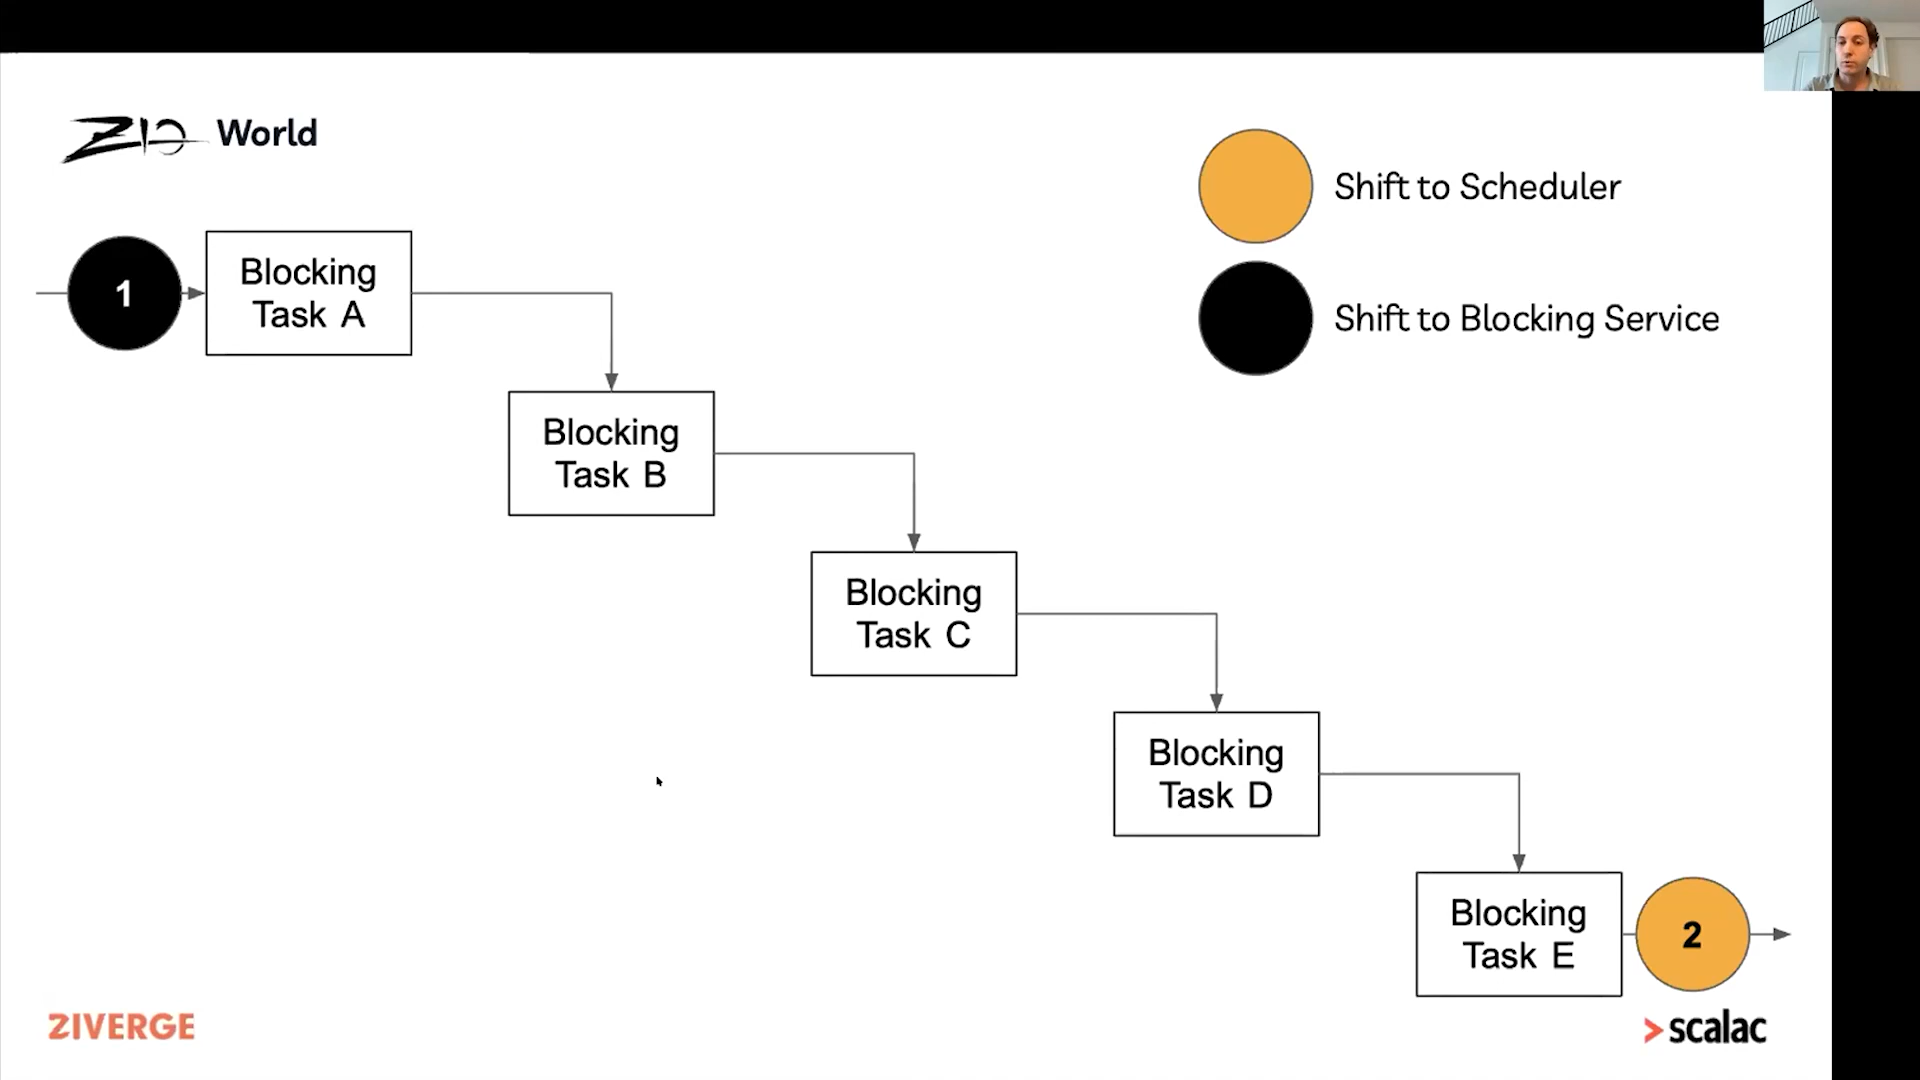 ZIO World
Shift to Scheduler
Shift to Blocking Service
1
Blocking
Task A
Blocking
Task B
Blocking
Task C
Blocking
Task D
Blocking
Task E
2
ZIVERGE
scalac